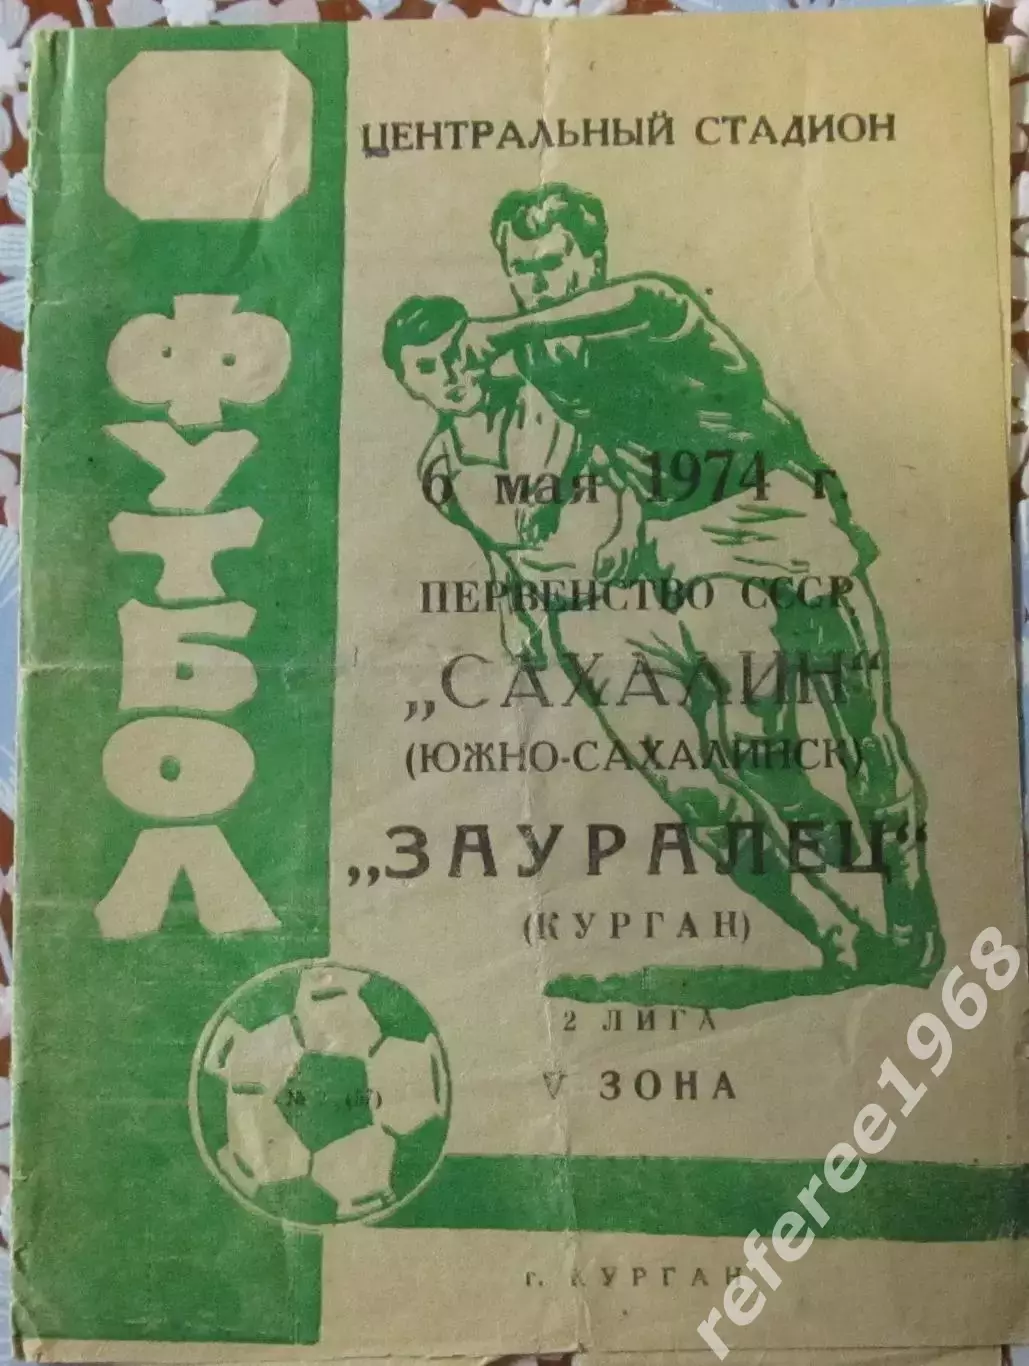 ФУТБОЛ
ЦЕНТРАЛЬНЫЙ СТАДИОН
6 мая 1974 г.
ПЕРВЕНСТВО СССР
„САХАЛИН“
(ЮЖНО-САХАЛИНСК)
„ЗАУРАЛЕЦ“
(КУРГАН)
2 ЛИГА
V ЗОНА
г. КУРГАН
referee1968